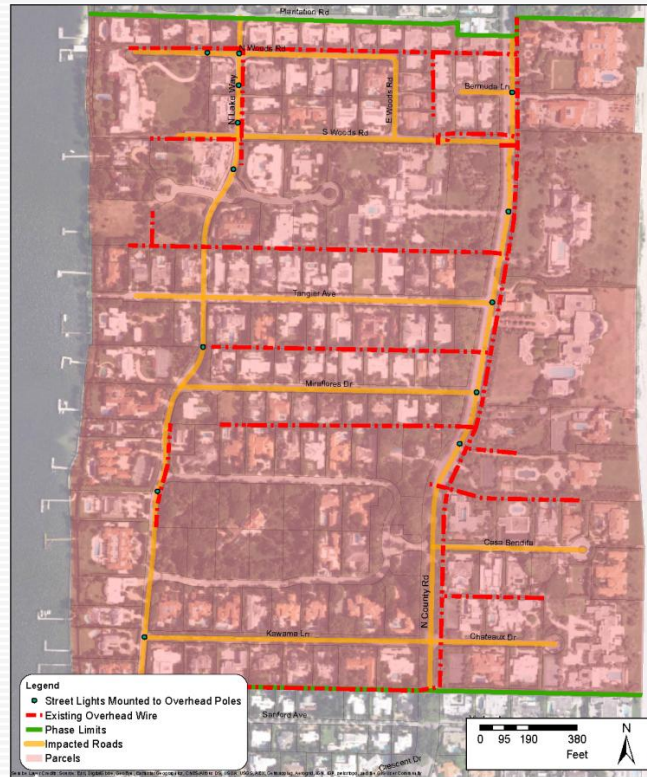 Plantation Rd
N Woods Rd
N Lake Way
E Woods Rd
Bermuda Ln
S Woods Rd
Tangier Ave
Miraflores Dr
Casa Bendita
N County Rd
Kawama Ln
Chateaux Dr
Legend
Street Lights Mounted to Overhead Poles
Existing Overhead Wire
Phase Limits
Impacted Roads
Parcels
Sanford Ave
Crescent Dr
0 95 190 380
Feet
N